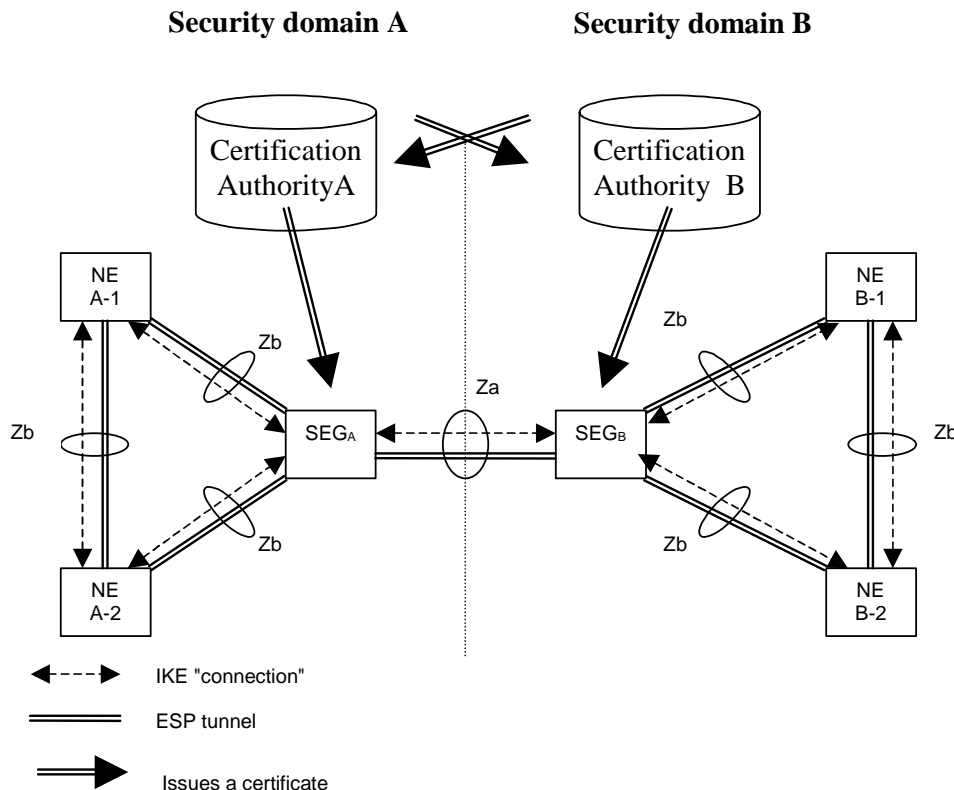 Security domain A
Security domain B
Certification
AuthorityA
Certification
Authority B
NE
A-1
NE
B-1
Zb
Zb
Za
SEGA
SEGB
Zb
Zb
Zb
Zb
NE
A-2
NE
B-2
IKE "connection"
ESP tunnel
Issues a certificate